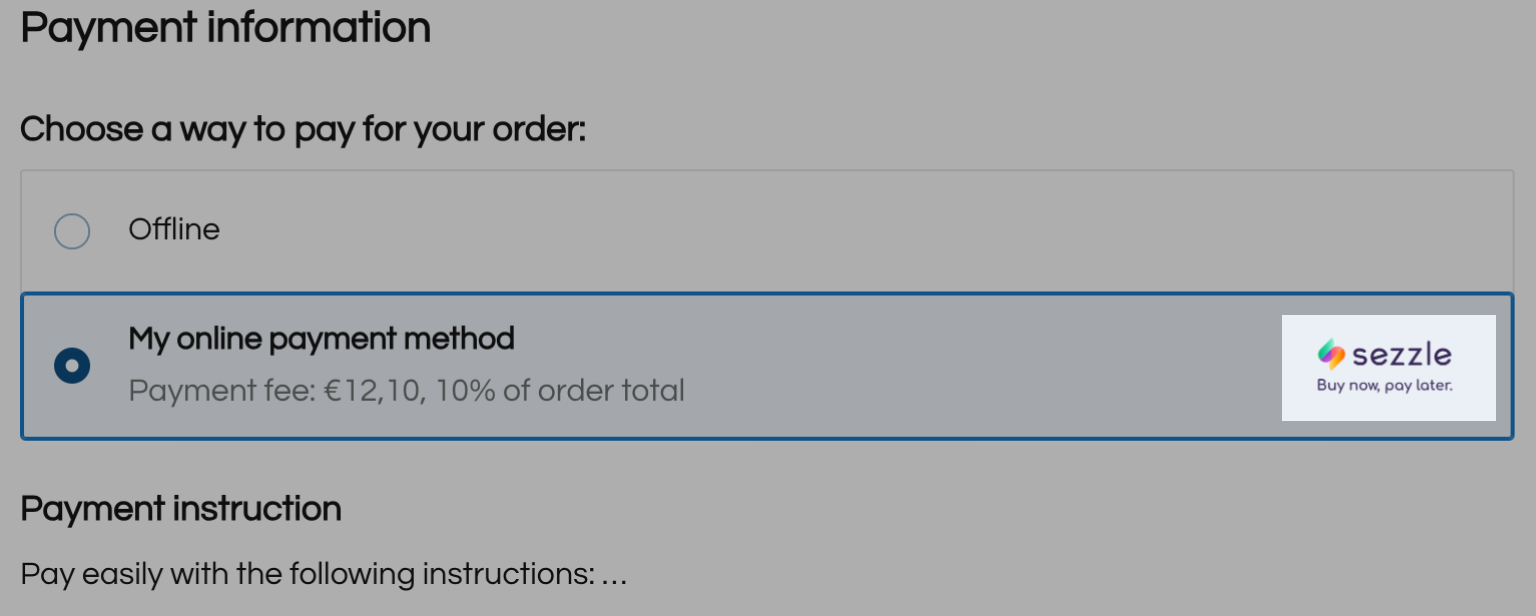 Payment information
Choose a way to pay for your order:
Offline
My online payment method
Payment fee: €12,10, 10% of order total
sezzle
Buy now, pay later.
Payment instruction
Pay easily with the following instructions: ...